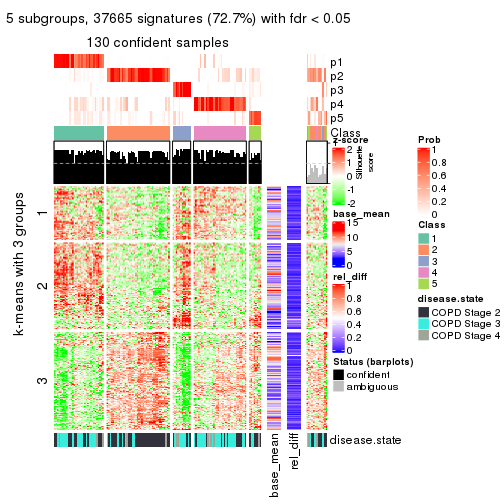 5 subgroups, 37665 signatures (72.7%) with fdr < 0.05
130 confident samples
p1
p2
p3
p4
p5
Class
Silhouette
score
k-means with 3 groups
1
2
3
base_mean
rel_diff
disease.state
z-score
2
1
0
-1
-2
base_mean
15
10
5
0
rel_diff
1
0.8
0.6
0.4
0.2
0
Status (barplots)
confident
ambiguous
Prob
1
0.8
0.6
0.4
0.2
0
Class
1
2
3
4
5
disease.state
COPD Stage 2
COPD Stage 3
COPD Stage 4